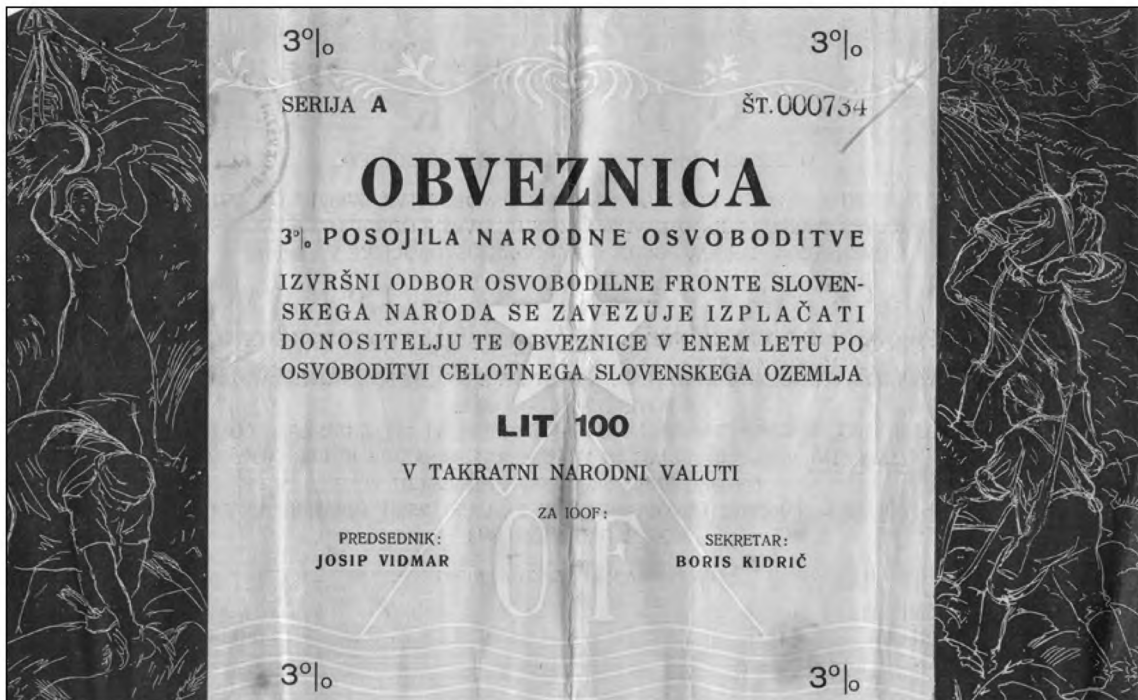 3% 3%
SERIJA A ŠT. 000734
OBVEZNICA
3% POSOJILA NARODNE OSVOBODITVE
IZVRŠNI ODBOR OSVOBODILNE FRONTE SLOVEN-
SKEGA NARODA SE ZAVEZUJE IZPLAČATI
DONOSITELJU TE OBVEZNICE V ENEM LETU PO
OSVOBODITVI CELOTNEGA SLOVENSKEGA OZEMLJA
LIT 100
V TAKRATNI NARODNI VALUTI
ZA IOOF:
PREDSEDNIK: SEKRETAR:
JOSIP VIDMAR BORIS KIDRIČ
OF
3% 3%